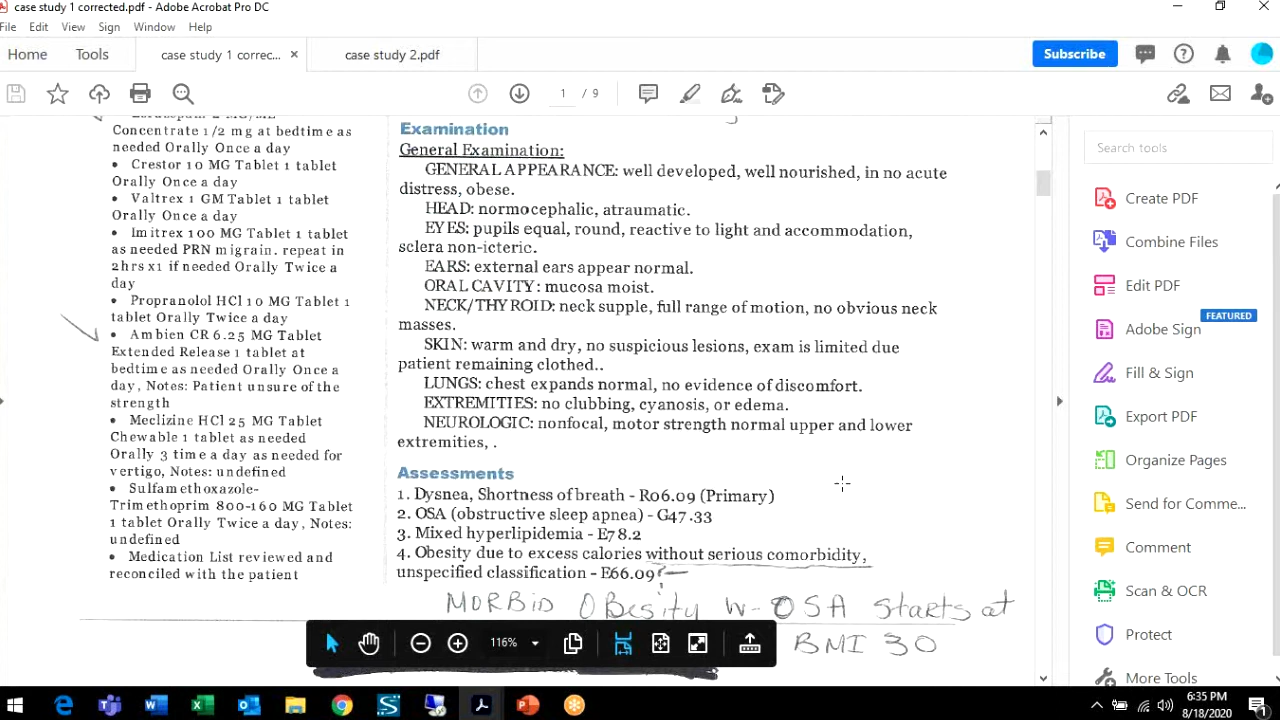 case study 1 corrected.pdf - Adobe Acrobat Pro DC
File Edit View Sign Window Help
Home Tools case study 1 correc... × case study 2.pdf Subscribe
1 / 9
Concentrate 1/2 mg at bedtime as
needed Orally Once a day
• Crestor 10 MG Tablet 1 tablet
Orally Once a day
• Valtrex 1 GM Tablet 1 tablet
Orally Once a day
• Imitrex 100 MG Tablet 1 tablet
as needed PRN migrain. repeat in
2hrs x1 if needed Orally Twice a
day
• Propranolol HCl 10 MG Tablet 1
tablet Orally Twice a day
• Ambien CR 6.25 MG Tablet
Extended Release 1 tablet at
bedtime as needed Orally Once a
day, Notes: Patient unsure of the
strength
• Meclizine HCl 25 MG Tablet
Chewable 1 tablet as needed
Orally 3 time a day as needed for
vertigo, Notes: undefined
• Sulfamethoxazole-
Trimethoprim 800-160 MG Tablet
1 tablet Orally Twice a day, Notes:
undefined
• Medication List reviewed and
reconciled with the patient
Examination
General Examination:
GENERAL APPEARANCE: well developed, well nourished, in no acute
distress, obese.
HEAD: normocephalic, atraumatic.
EYES: pupils equal, round, reactive to light and accommodation,
sclera non-icteric.
EARS: external ears appear normal.
ORAL CAVITY: mucosa moist.
NECK/THYROID: neck supple, full range of motion, no obvious neck
masses.
SKIN: warm and dry, no suspicious lesions, exam is limited due
patient remaining clothed..
LUNGS: chest expands normal, no evidence of discomfort.
EXTREMITIES: no clubbing, cyanosis, or edema.
NEUROLOGIC: nonfocal, motor strength normal upper and lower
extremities, .
Assessments
1. Dysnea, Shortness of breath - R06.09 (Primary)
2. OSA (obstructive sleep apnea) - G47.33
3. Mixed hyperlipidemia - E78.2
4. Obesity due to excess calories without serious comorbidity,
unspecified classification - E66.09 ?
MORBID OBesity W- OSA starts at
BMI 30
116%
Search tools
Create PDF
Combine Files
Edit PDF
FEATURED
Adobe Sign
Fill & Sign
Export PDF
Organize Pages
Send for Comme...
Comment
Scan & OCR
Protect
More Tools
6:35 PM
8/18/2020
1